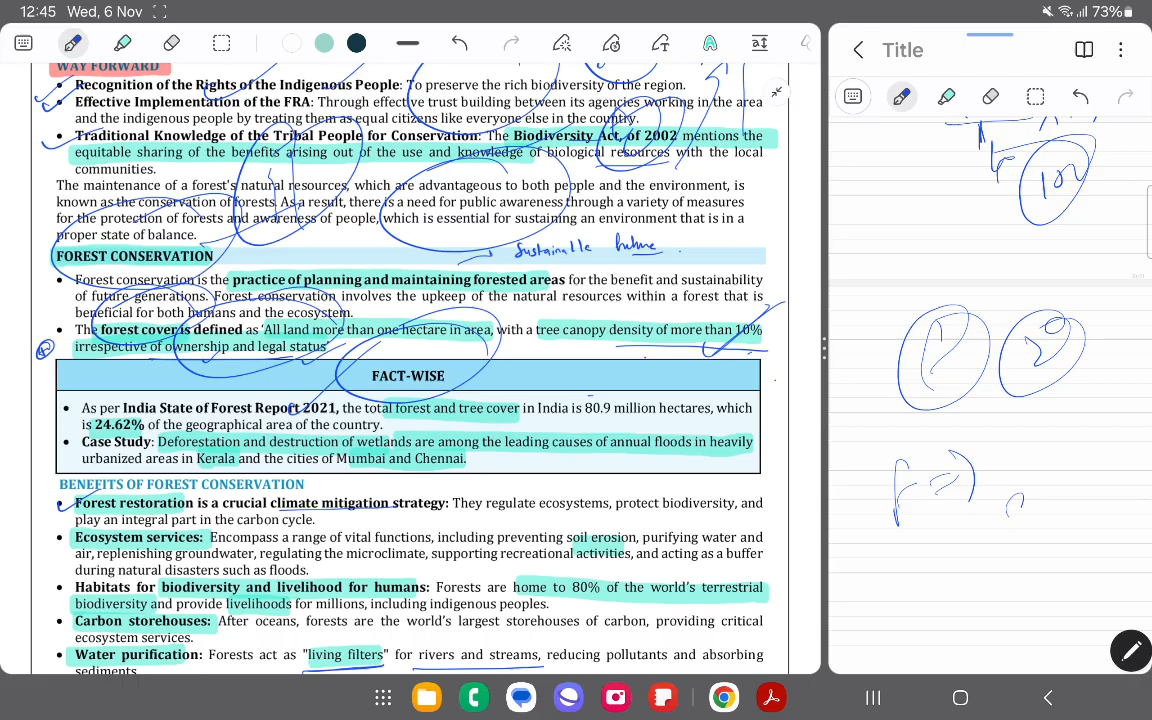 12:45 Wed, 6 Nov
73%
WAY FORWARD
• Recognition of the Rights of the Indigenous People: To preserve the rich biodiversity of the region.
• Effective Implementation of the FRA: Through effective trust building between its agencies working in the area
and the indigenous people by treating them as equal citizens like everyone else in the country.
• Traditional Knowledge of the Tribal People for Conservation: The Biodiversity Act, of 2002 mentions the
equitable sharing of the benefits arising out of the use and knowledge of biological resources with the local
communities.
The maintenance of a forest's natural resources, which are advantageous to both people and the environment, is
known as the conservation of forests. As a result, there is a need for public awareness through a variety of measures
for the protection of forests and awareness of people, which is essential for sustaining an environment that is in a
proper state of balance.
sustainable
FOREST CONSERVATION
• Forest conservation is the practice of planning and maintaining forested areas for the benefit and sustainability
of future generations. Forest conservation involves the upkeep of the natural resources within a forest that is
beneficial for both humans and the ecosystem.
• The forest cover is defined as 'All land more than one hectare in area, with a tree canopy density of more than 10%
irrespective of ownership and legal status'
FACT-WISE
• As per India State of Forest Report 2021, the total forest and tree cover in India is 80.9 million hectares, which
is 24.62% of the geographical area of the country.
• Case Study: Deforestation and destruction of wetlands are among the leading causes of annual floods in heavily
urbanized areas in Kerala and the cities of Mumbai and Chennai.
BENEFITS OF FOREST CONSERVATION
• Forest restoration is a crucial climate mitigation strategy: They regulate ecosystems, protect biodiversity, and
play an integral part in the carbon cycle.
• Ecosystem services: Encompass a range of vital functions, including preventing soil erosion, purifying water and
air, replenishing groundwater, regulating the microclimate, supporting recreational activities, and acting as a buffer
during natural disasters such as floods.
• Habitats for biodiversity and livelihood for humans: Forests are home to 80% of the world's terrestrial
biodiversity and provide livelihoods for millions, including indigenous peoples.
• Carbon storehouses: After oceans, forests are the world's largest storehouses of carbon, providing critical
ecosystem services.
• Water purification: Forests act as "living filters" for rivers and streams, reducing pollutants and absorbing
sediments.
Title